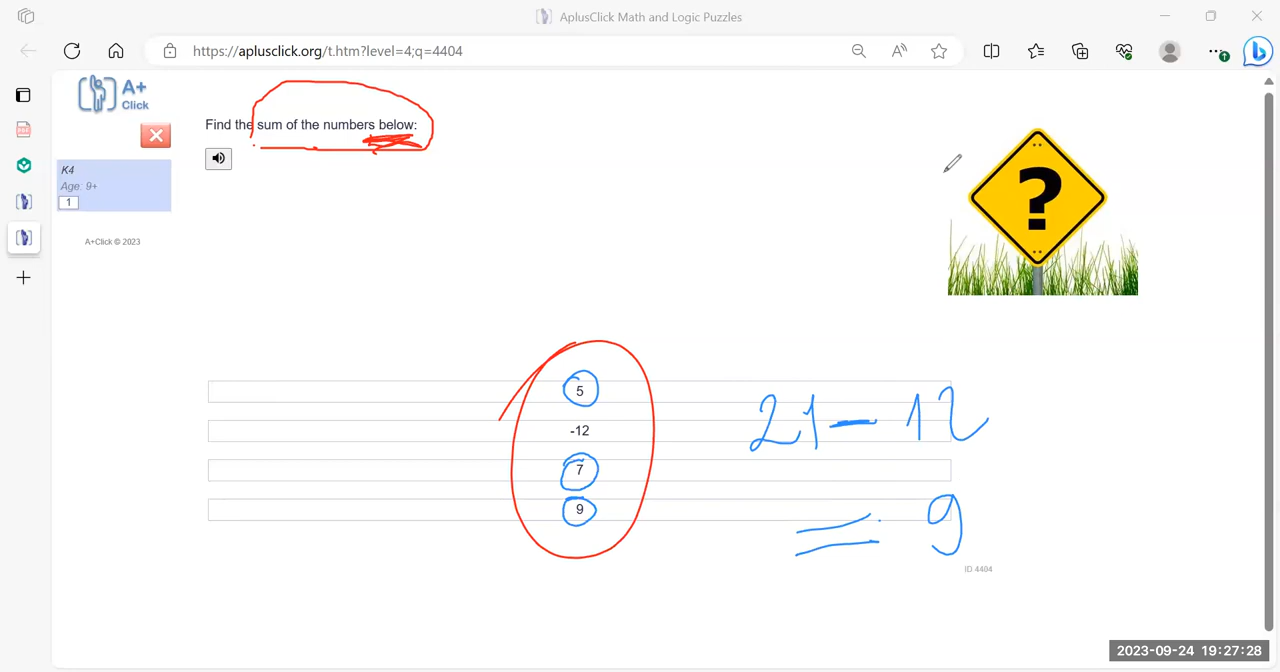 AplusClick Math and Logic Puzzles
https://aplusclick.org/t.htm?level=4;q=4404
A+
Click
Find the sum of the numbers below:
K4
Age: 9+
1
A+Click © 2023
?
5
-12
7
9
21 - 12
= 9
ID 4404
2023-09-24 19:27:28